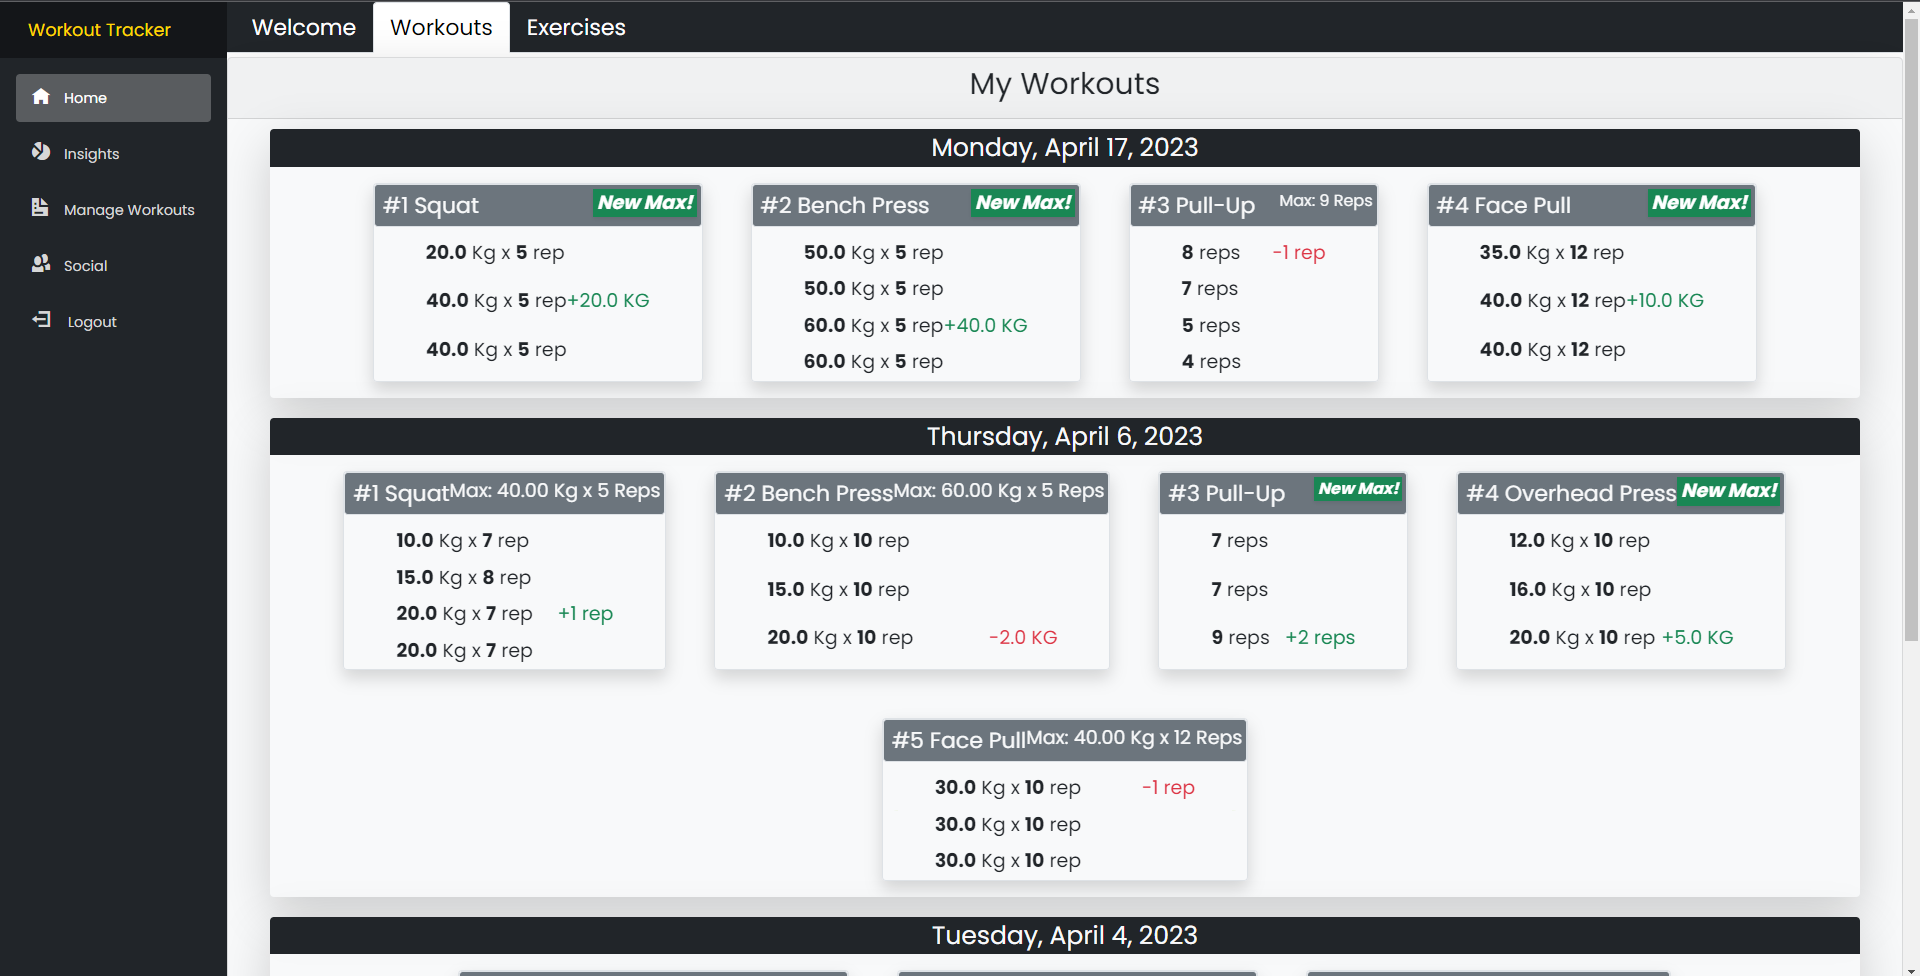 Workout Tracker
Home
Insights
Manage Workouts
Social
Logout
Welcome Workouts Exercises
My Workouts
Monday, April 17, 2023
#1 Squat New Max!
20.0 Kg x 5 rep
40.0 Kg x 5 rep+20.0 KG
40.0 Kg x 5 rep
#2 Bench Press New Max!
50.0 Kg x 5 rep
50.0 Kg x 5 rep
60.0 Kg x 5 rep+40.0 KG
60.0 Kg x 5 rep
#3 Pull-Up Max: 9 Reps
8 reps -1 rep
7 reps
5 reps
4 reps
#4 Face Pull New Max!
35.0 Kg x 12 rep
40.0 Kg x 12 rep+10.0 KG
40.0 Kg x 12 rep
Thursday, April 6, 2023
#1 SquatMax: 40.00 Kg x 5 Reps
10.0 Kg x 7 rep
15.0 Kg x 8 rep
20.0 Kg x 7 rep +1 rep
20.0 Kg x 7 rep
#2 Bench PressMax: 60.00 Kg x 5 Reps
10.0 Kg x 10 rep
15.0 Kg x 10 rep
20.0 Kg x 10 rep -2.0 KG
#3 Pull-Up New Max!
7 reps
7 reps
9 reps +2 reps
#4 Overhead Press New Max!
12.0 Kg x 10 rep
16.0 Kg x 10 rep
20.0 Kg x 10 rep +5.0 KG
#5 Face PullMax: 40.00 Kg x 12 Reps
30.0 Kg x 10 rep -1 rep
30.0 Kg x 10 rep
30.0 Kg x 10 rep
Tuesday, April 4, 2023